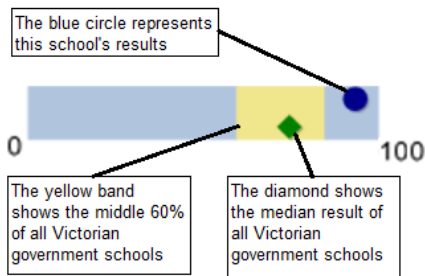 The blue circle represents
this school's results
0
100
The yellow band
shows the middle 60%
of all Victorian
government schools
The diamond shows
the median result of
all Victorian
government schools